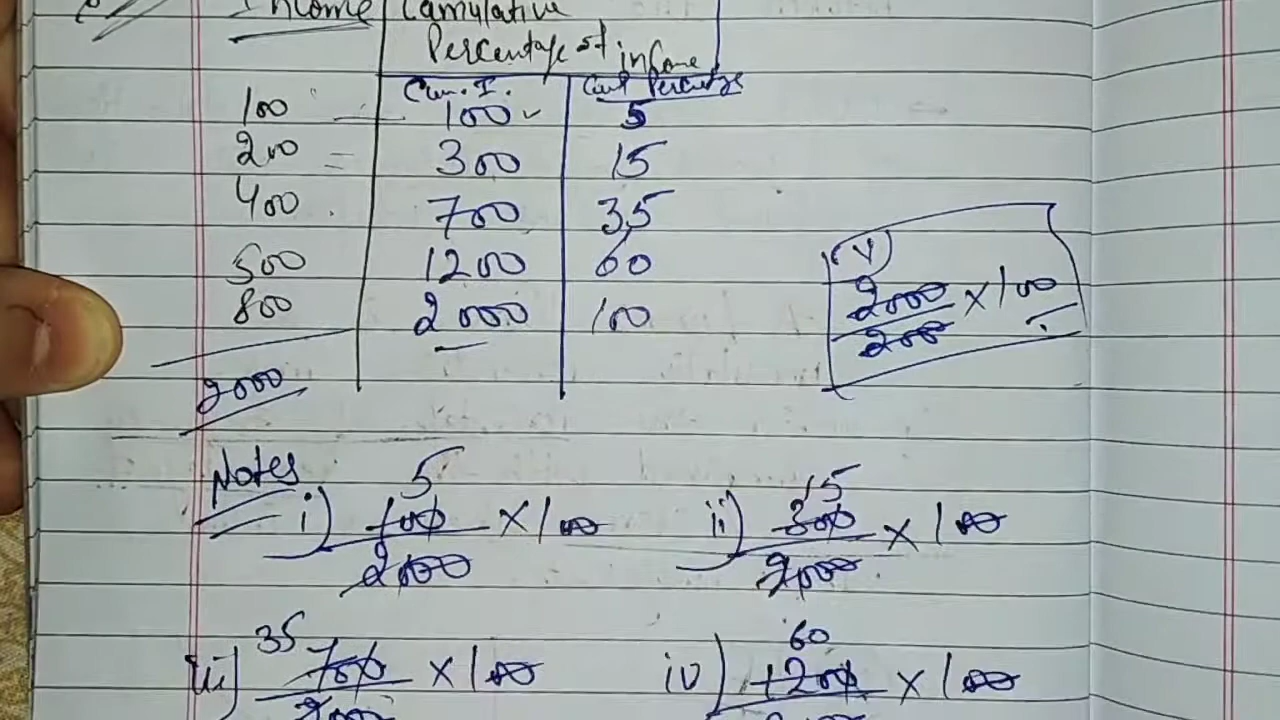 Income Camulative
Percentage of income
Cum. I. Cum Percentage
100 100 5
200 = 300 15
400 700 35
500 1200 60
800 2000 100
2000
(V)
2000 × 100
2000
Notes
5
i) 100 × 100
2000
15
ii) 300 × 100
2000
35
iii) 700 × 100
2000
60
iv) 1200 × 100